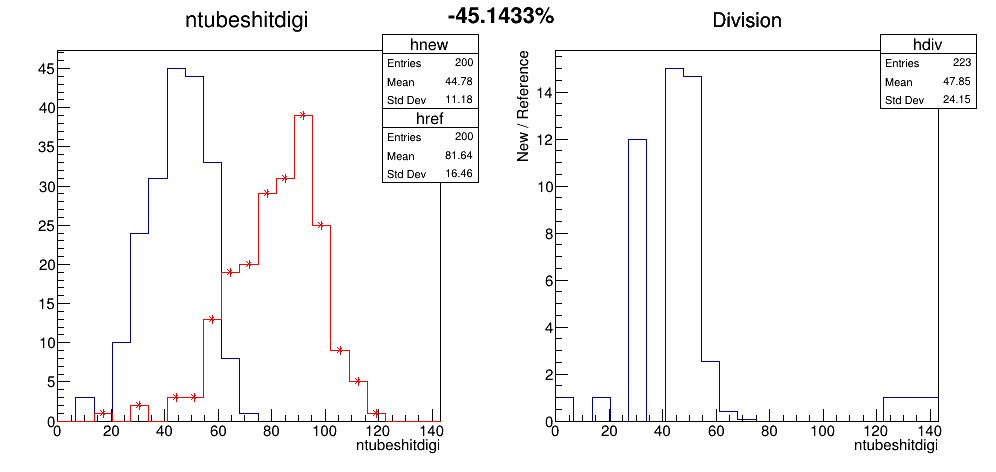 ntubeshitdigi
-45.1433%
Division
hnew
Entries 200
Mean 44.78
Std Dev 11.18
href
Entries 200
Mean 81.64
Std Dev 16.46
45
40
35
30
25
20
15
10
5
0
0 20 40 60 80 100 120 140
ntubeshitdigi
hdiv
Entries 223
Mean 47.85
Std Dev 24.15
New / Reference
14
12
10
8
6
4
2
0
0 20 40 60 80 100 120 140
ntubeshitdigi